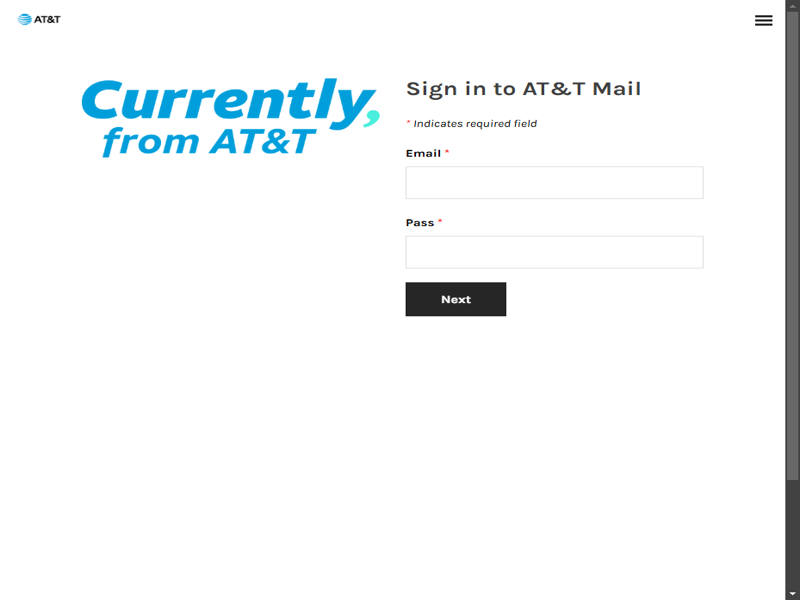 AT&T
Currently,
from AT&T
Sign in to AT&T Mail
* Indicates required field
Email *
Pass *
Next